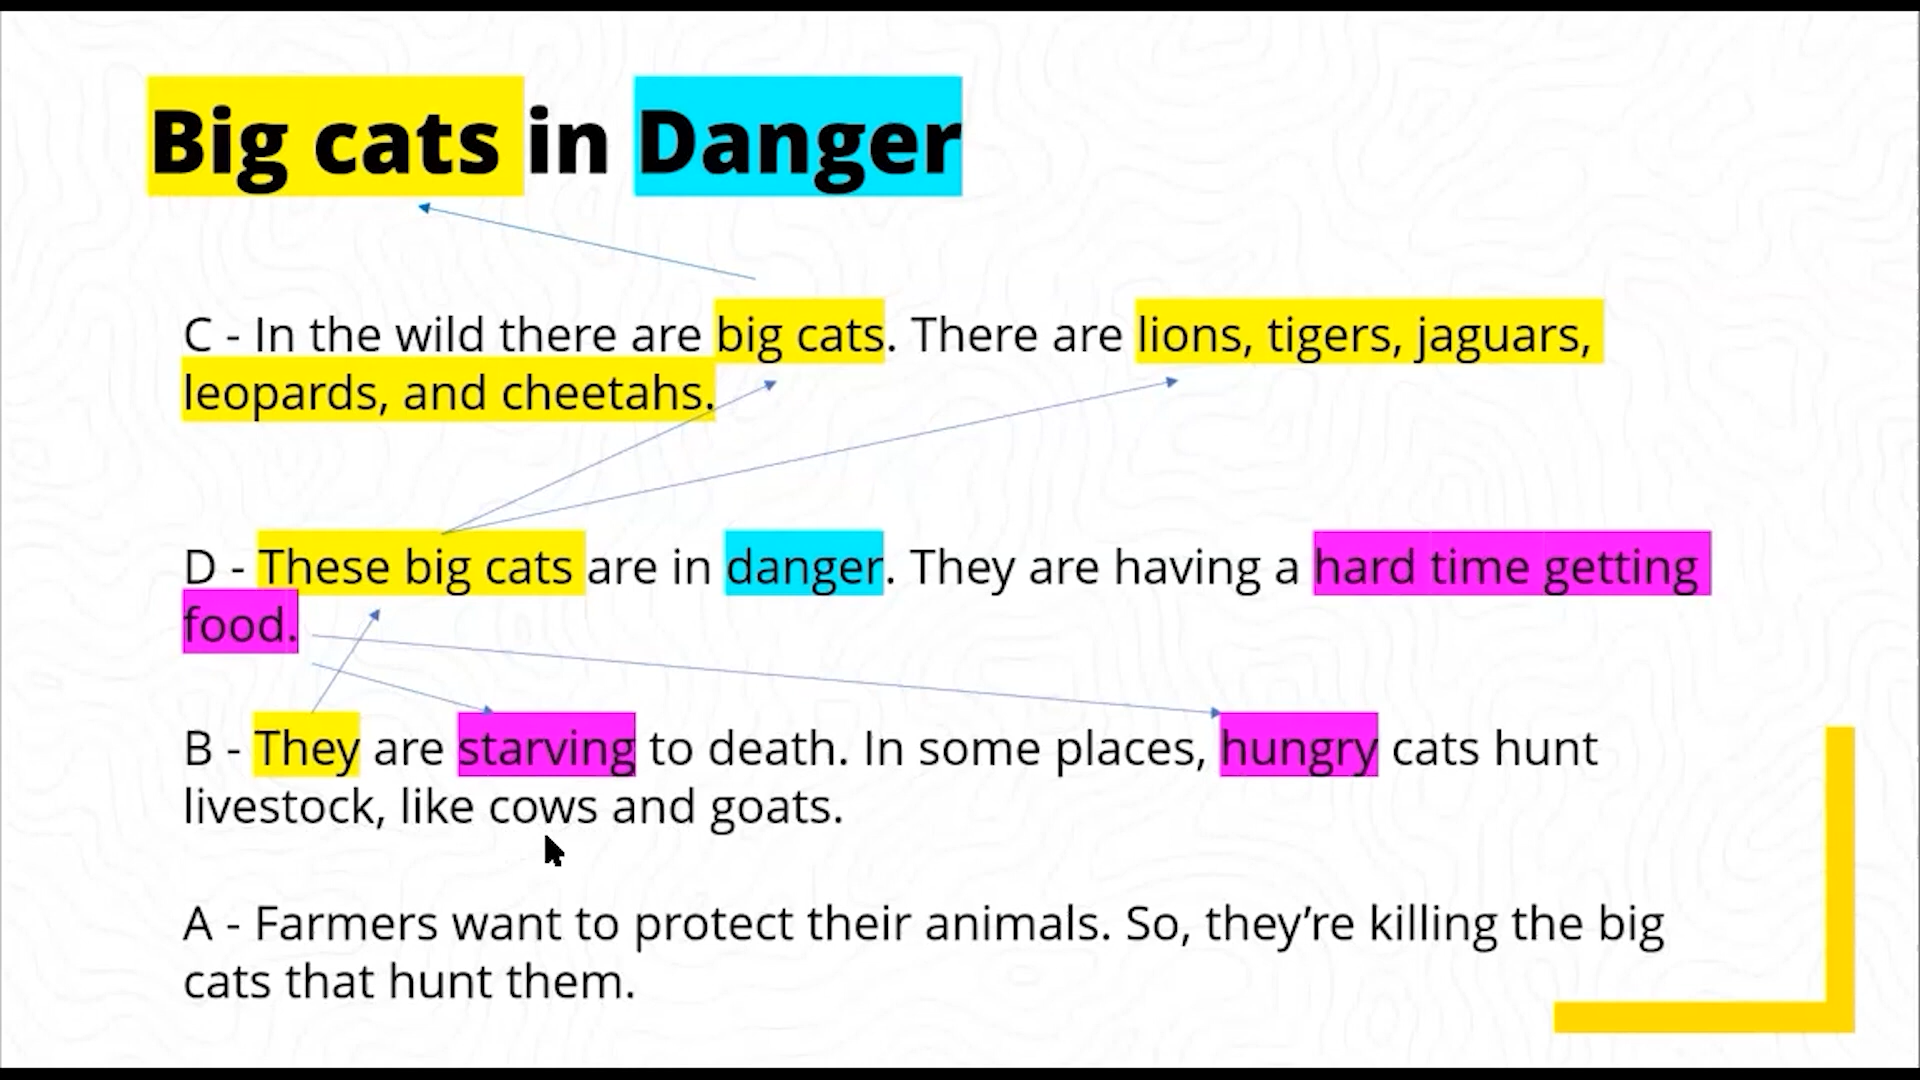 Big cats in Danger
C - In the wild there are big cats. There are lions, tigers, jaguars,
leopards, and cheetahs.
D - These big cats are in danger. They are having a hard time getting
food.
B - They are starving to death. In some places, hungry cats hunt
livestock, like cows and goats.
A - Farmers want to protect their animals. So, they’re killing the big
cats that hunt them.